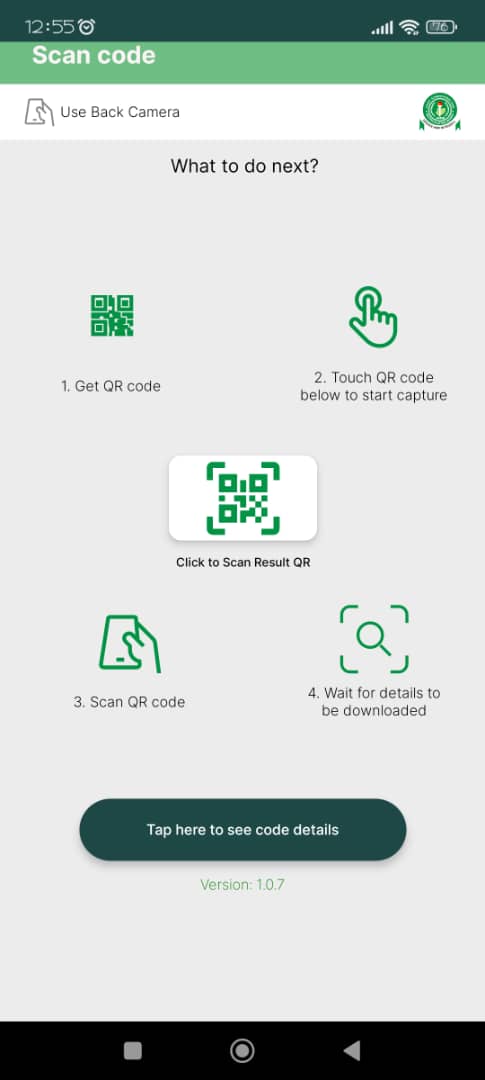 12:55
76
Scan code
Use Back Camera
What to do next?
1. Get QR code
2. Touch QR code
below to start capture
Click to Scan Result QR
3. Scan QR code
4. Wait for details to
be downloaded
Tap here to see code details
Version: 1.0.7